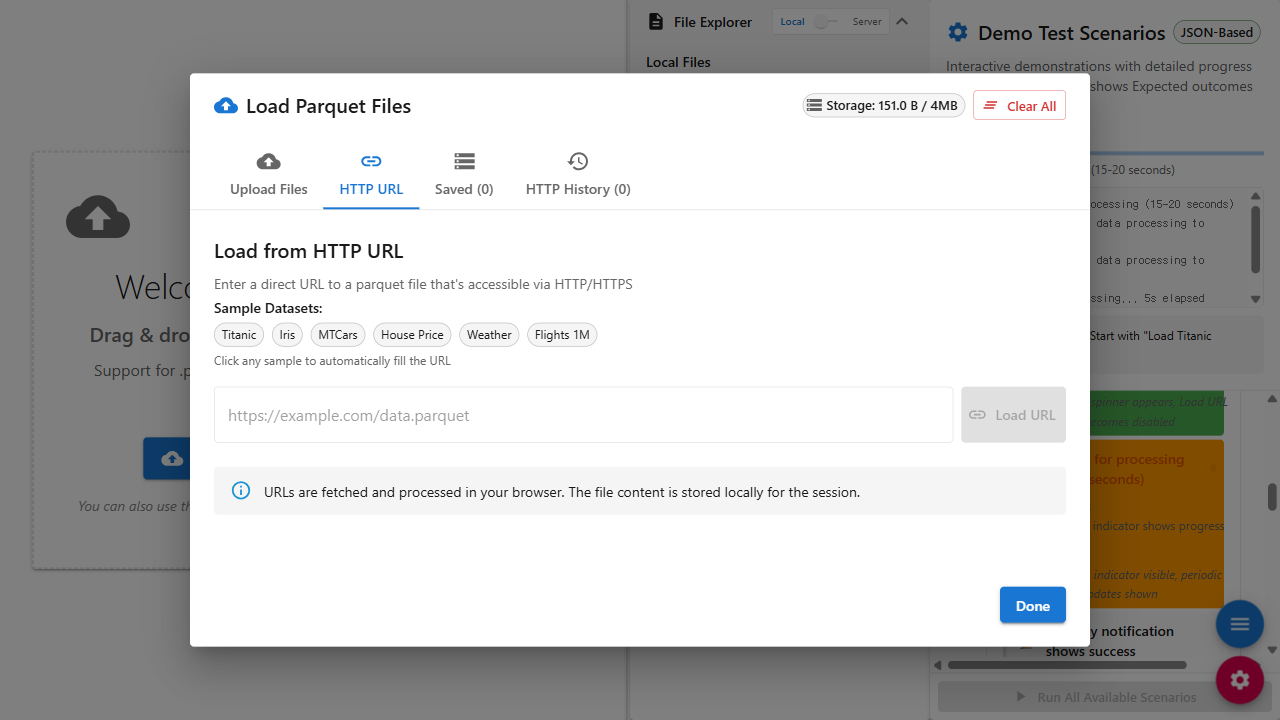 File Explorer
Local
Server
Demo Test Scenarios
JSON-Based
Local Files
Interactive demonstrations with detailed progress
shows Expected outcomes
Load Parquet Files
Storage: 151.0 B / 4MB
Clear All
Upload Files
HTTP URL
Saved (0)
HTTP History (0)
(15-20 seconds)
ocessing (15-20 seconds)
data processing to
data processing to
ssing... 5s elapsed
Start with "Load Titanic
Load from HTTP URL
Enter a direct URL to a parquet file that's accessible via HTTP/HTTPS
Sample Datasets:
Titanic
Iris
MTCars
House Price
Weather
Flights 1M
Click any sample to automatically fill the URL
https://example.com/data.parquet
Load URL
URLs are fetched and processed in your browser. The file content is stored locally for the session.
Done
Welco
Drag & dro
Support for .p
You can also use th
spinner appears, Load URL
ecomes disabled
for processing
seconds)
indicator shows progress
indicator visible, periodic
dates shown
y notification
shows success
Run All Available Scenarios